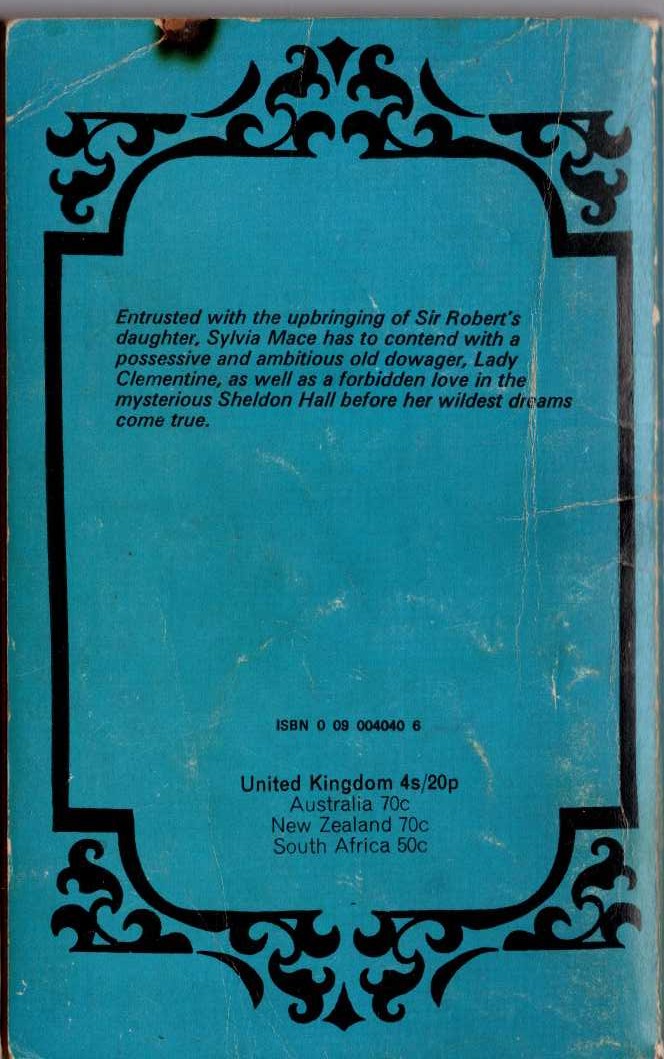 Entrusted with the upbringing of Sir Robert's
daughter, Sylvia Mace has to contend with a
possessive and ambitious old dowager, Lady
Clementine, as well as a forbidden love in the
mysterious Sheldon Hall before her wildest dreams
come true.
ISBN 0 09 004040 6
United Kingdom 4s/20p
Australia 70c
New Zealand 70c
South Africa 50c